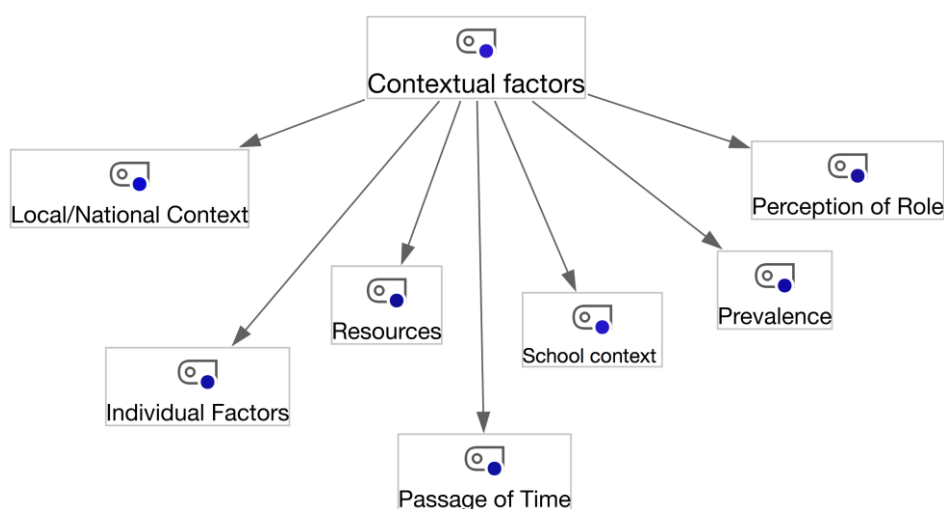 Contextual factors
Local/National Context
Perception of Role
Resources
Prevalence
School context
Individual Factors
Passage of Time